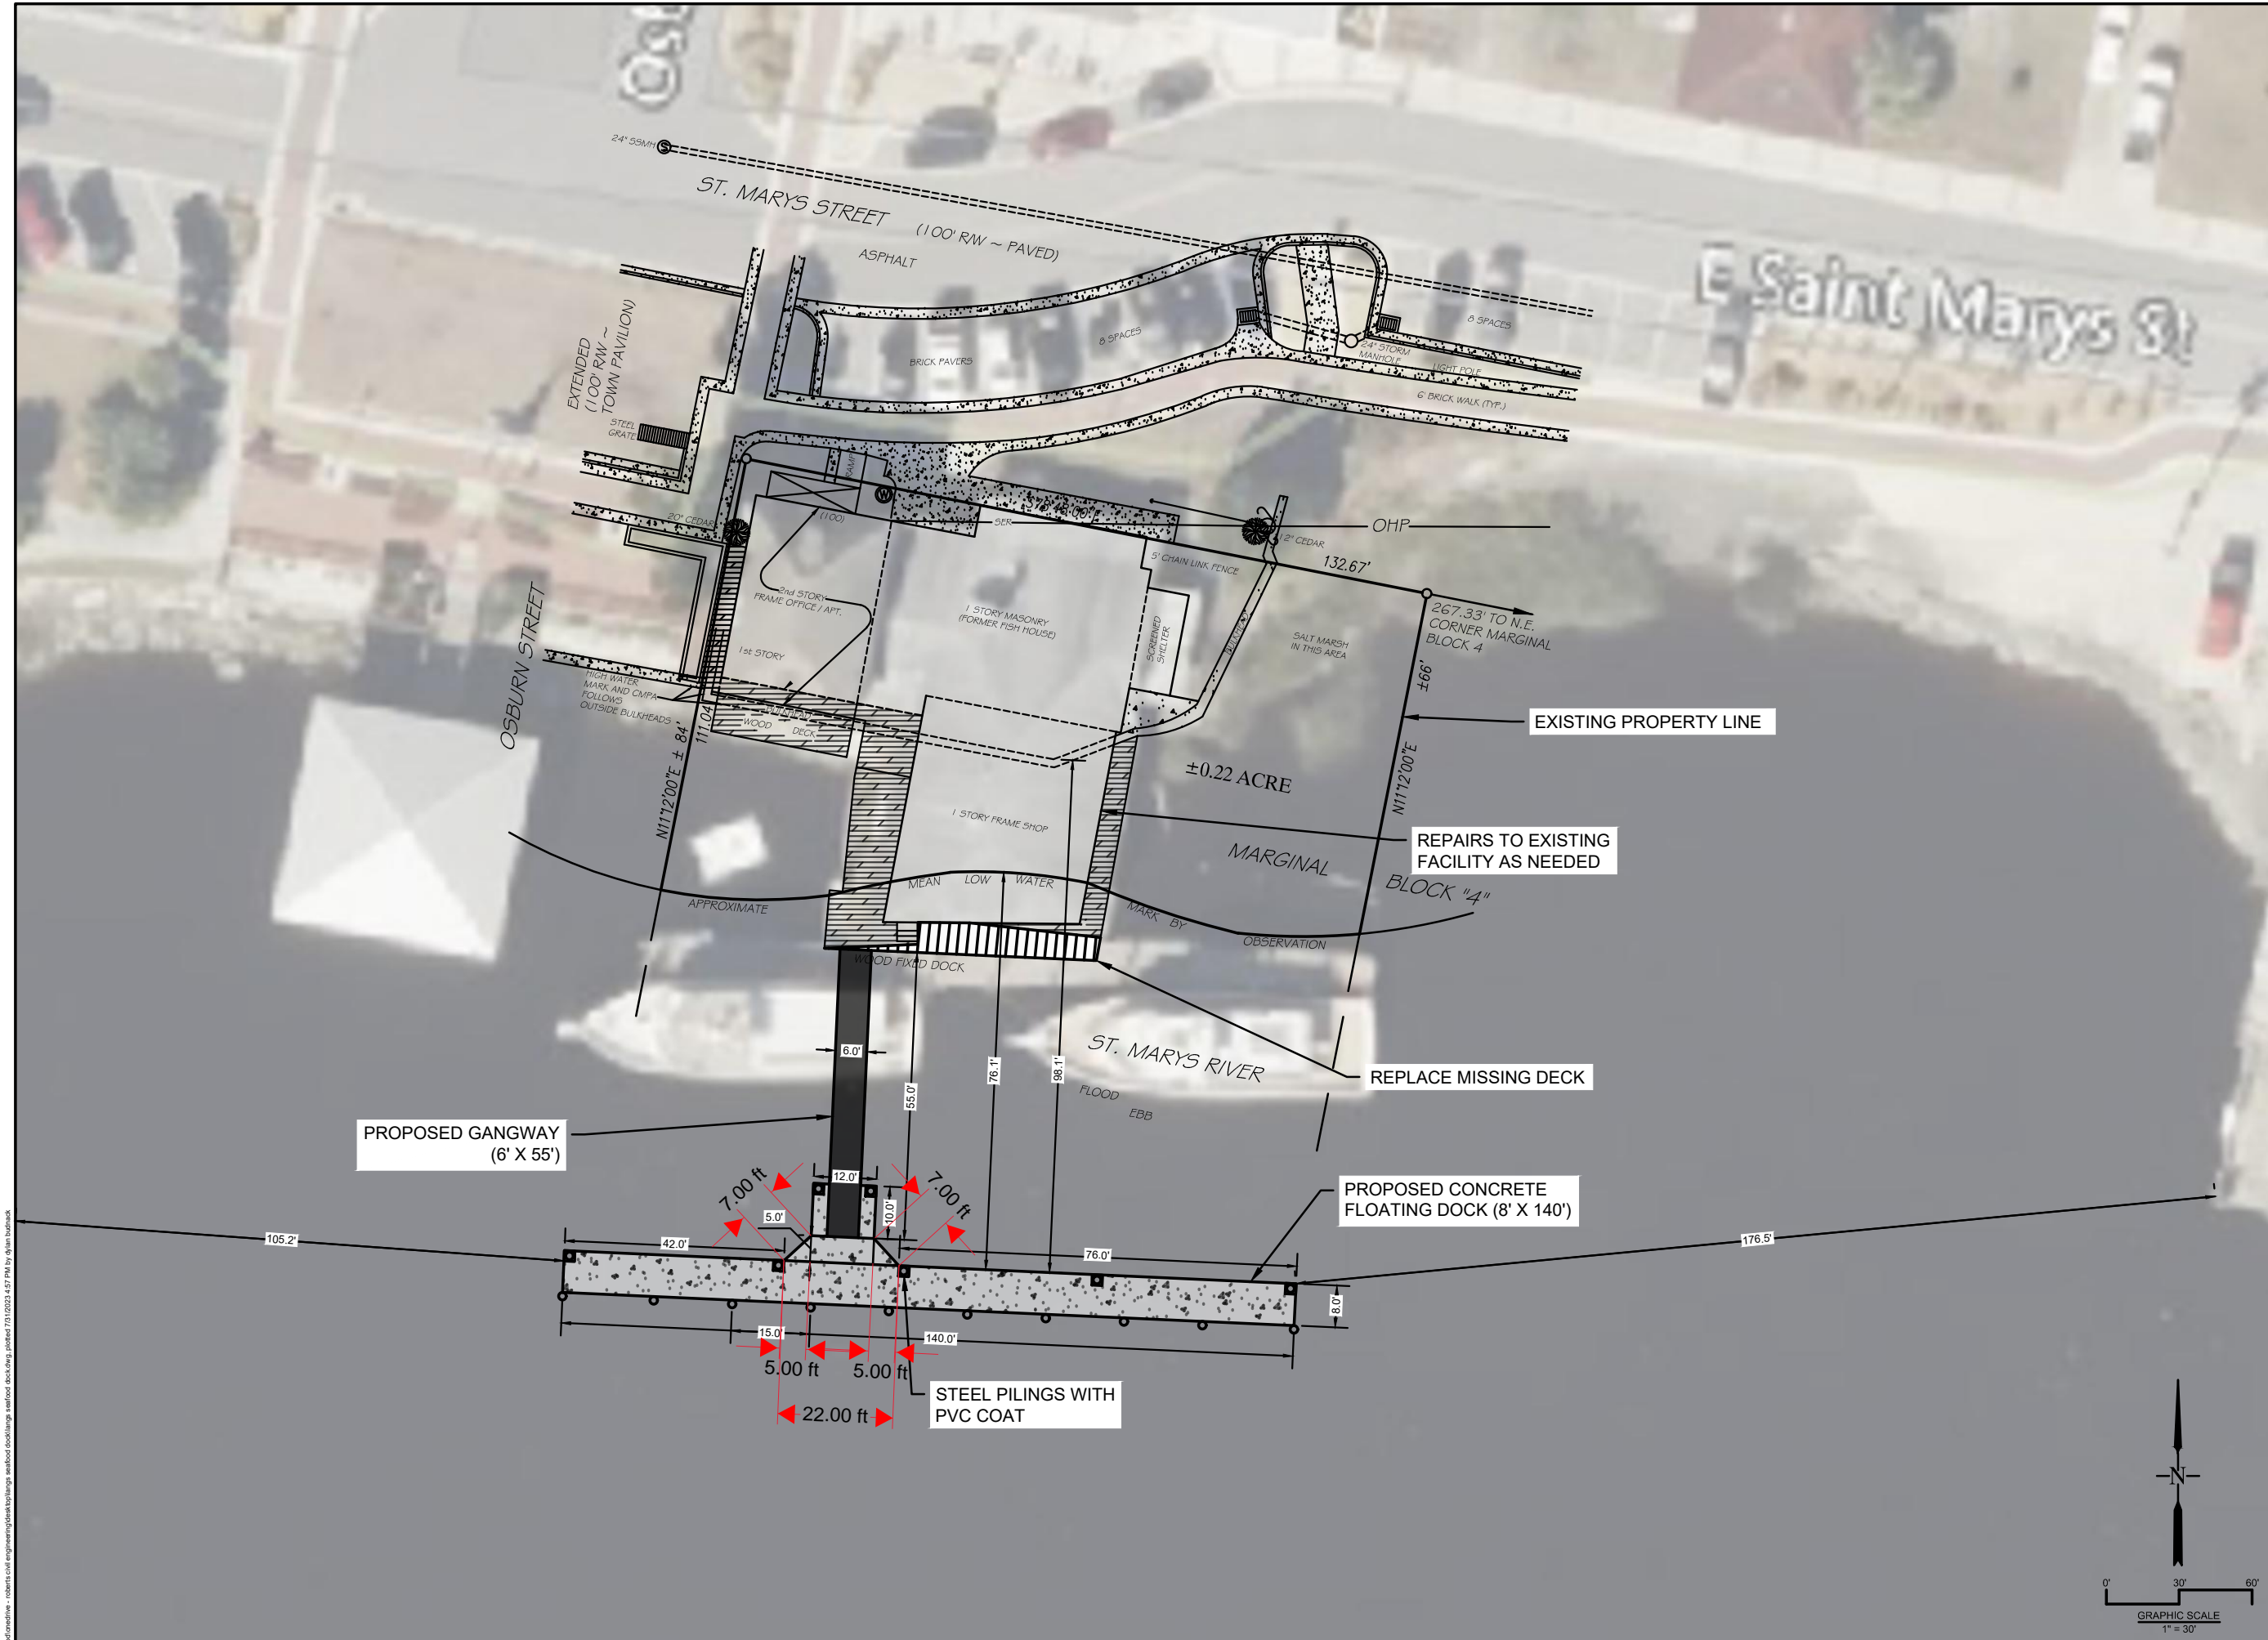 Osb
24" SSMH
S
ST. MARYS STREET (100' R/W ~ PAVED)
ASPHALT
E Saint Marys St
EXTENDED
(100' R/W ~
TOWN PAVILION)
STEEL
GRATE
BRICK PAVERS
8 SPACES
8 SPACES
24" STORM
MANHOLE
LIGHT POLE
6' BRICK WALK (TYP.)
RAMP
W
20" CEDAR
(100)
SER
OHP
12" CEDAR
5' CHAIN LINK FENCE
132.67'
267.33' TO N.E.
CORNER MARGINAL
BLOCK 4
2nd STORY
FRAME OFFICE / APT.
1 STORY MASONRY
(FORMER FISH HOUSE)
SCREENED
SHELTER
BULKHEAD
SALT MARSH
IN THIS AREA
1st STORY
OSBURN STREET
HIGH WATER
MARK AND CMPA
FOLLOWS
OUTSIDE BULKHEADS
BULKHEAD
WOOD DECK
111.04'
N11°12'00"E ± 84'
±66'
N11°12'00"E
EXISTING PROPERTY LINE
±0.22 ACRE
1 STORY FRAME SHOP
REPAIRS TO EXISTING
FACILITY AS NEEDED
MARGINAL
BLOCK "4"
APPROXIMATE MEAN LOW WATER MARK BY OBSERVATION
WOOD FIXED DOCK
6.0'
55.0'
76.1'
98.1'
ST. MARYS RIVER
FLOOD
EBB
REPLACE MISSING DECK
PROPOSED GANGWAY
(6' X 55')
7.00 ft
12.0'
7.00 ft
5.0'
10.0'
PROPOSED CONCRETE
FLOATING DOCK (8' X 140')
105.2'
42.0'
76.0'
176.5'
8.0'
15.0'
140.0'
5.00 ft
5.00 ft
22.00 ft
STEEL PILINGS WITH
PVC COAT
N
0' 30' 60'
GRAPHIC SCALE
1" = 30'